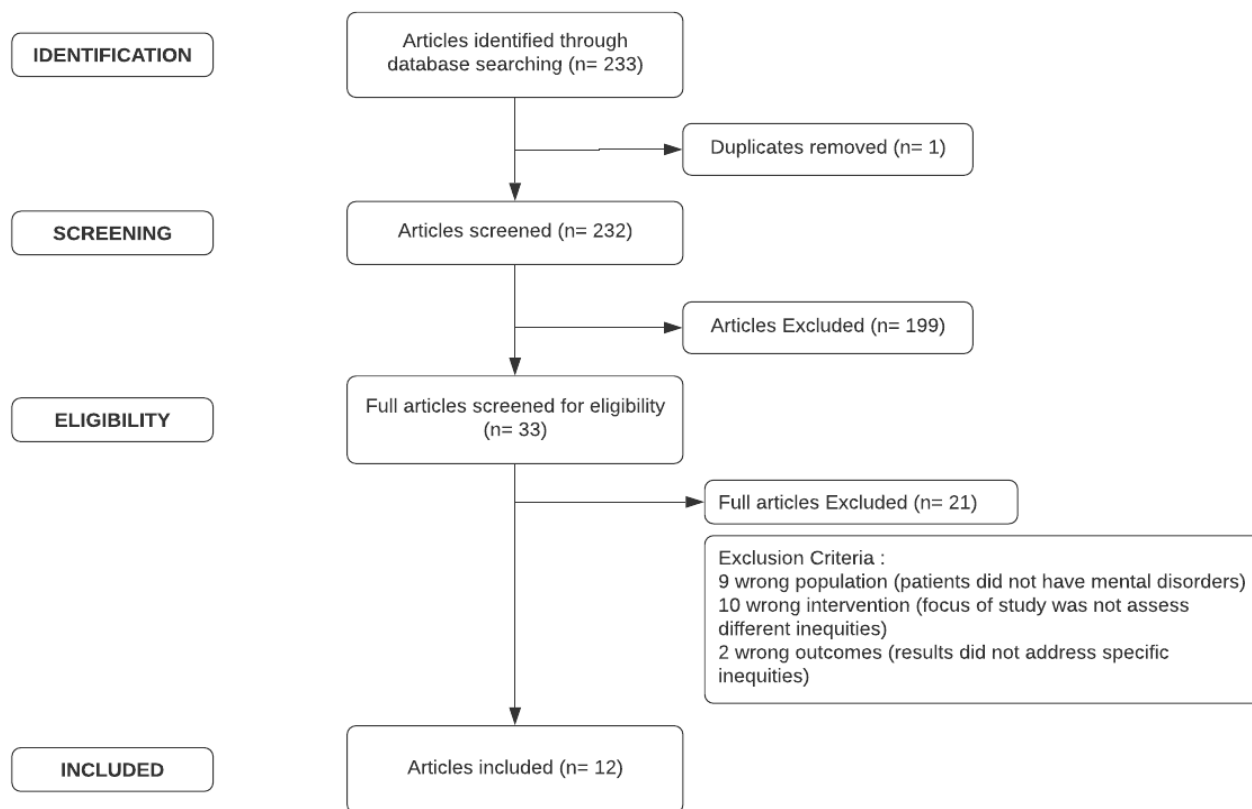 IDENTIFICATION
Articles identified through
database searching (n= 233)
Duplicates removed (n= 1)
SCREENING
Articles screened (n= 232)
Articles Excluded (n= 199)
ELIGIBILITY
Full articles screened for eligibility
(n= 33)
Full articles Excluded (n= 21)
Exclusion Criteria :
9 wrong population (patients did not have mental disorders)
10 wrong intervention (focus of study was not assess
different inequities)
2 wrong outcomes (results did not address specific
inequities)
INCLUDED
Articles included (n= 12)